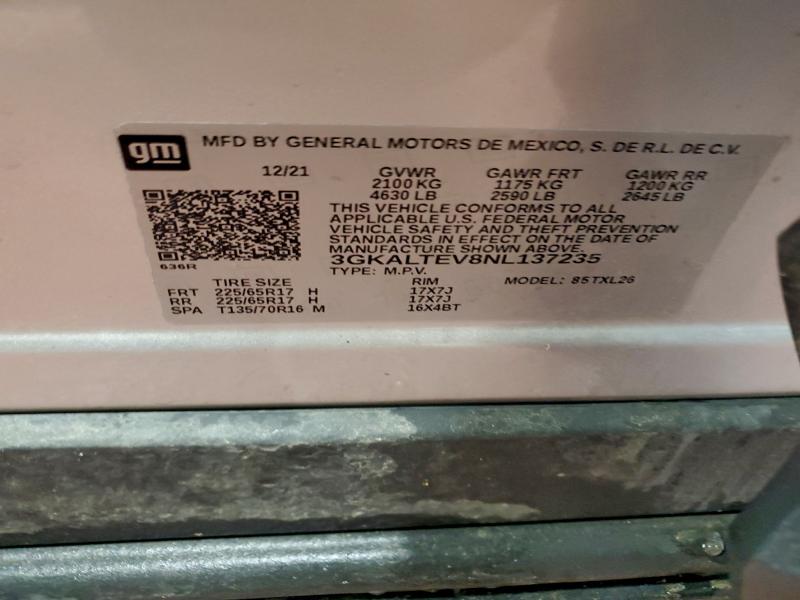 gm MFD BY GENERAL MOTORS DE MEXICO, S. DE R.L. DE C.V.
12/21 GVWR GAWR FRT GAWR RR
2100 KG 1175 KG 1200 KG
4630 LB 2590 LB 2645 LB
THIS VEHICLE CONFORMS TO ALL
APPLICABLE U.S. FEDERAL MOTOR
VEHICLE SAFETY AND THEFT PREVENTION
STANDARDS IN EFFECT ON THE DATE OF
MANUFACTURE SHOWN ABOVE.
636R 3GKALTEV8NL137235
TYPE: M.P.V. MODEL: 85TXL26
TIRE SIZE RIM
FRT 225/65R17 H 17X7J
RR 225/65R17 H 17X7J
SPA T135/70R16 M 16X4BT